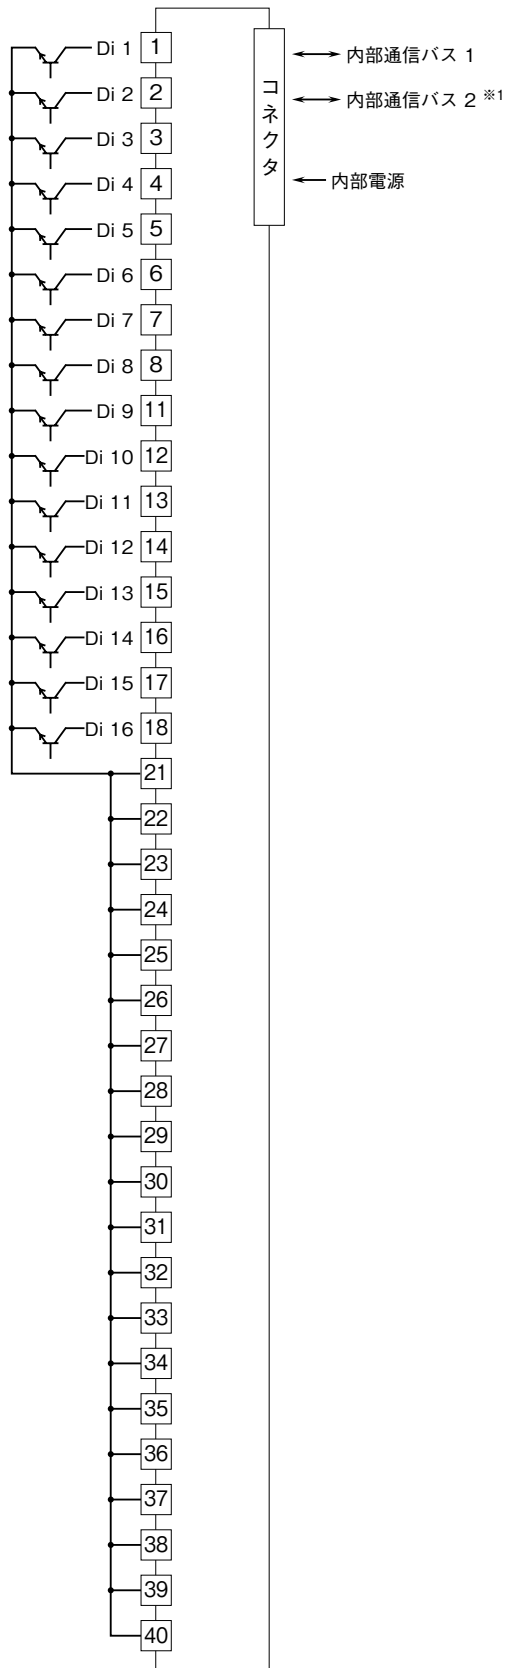 Di 1 1
Di 2 2
Di 3 3
Di 4 4
Di 5 5
Di 6 6
Di 7 7
Di 8 8
Di 9 11
Di 10 12
Di 11 13
Di 12 14
Di 13 15
Di 14 16
Di 15 17
Di 16 18
21
22
23
24
25
26
27
28
29
30
31
32
33
34
35
36
37
38
39
40
コネクタ
内部通信バス 1
内部通信バス 2 ※1
内部電源